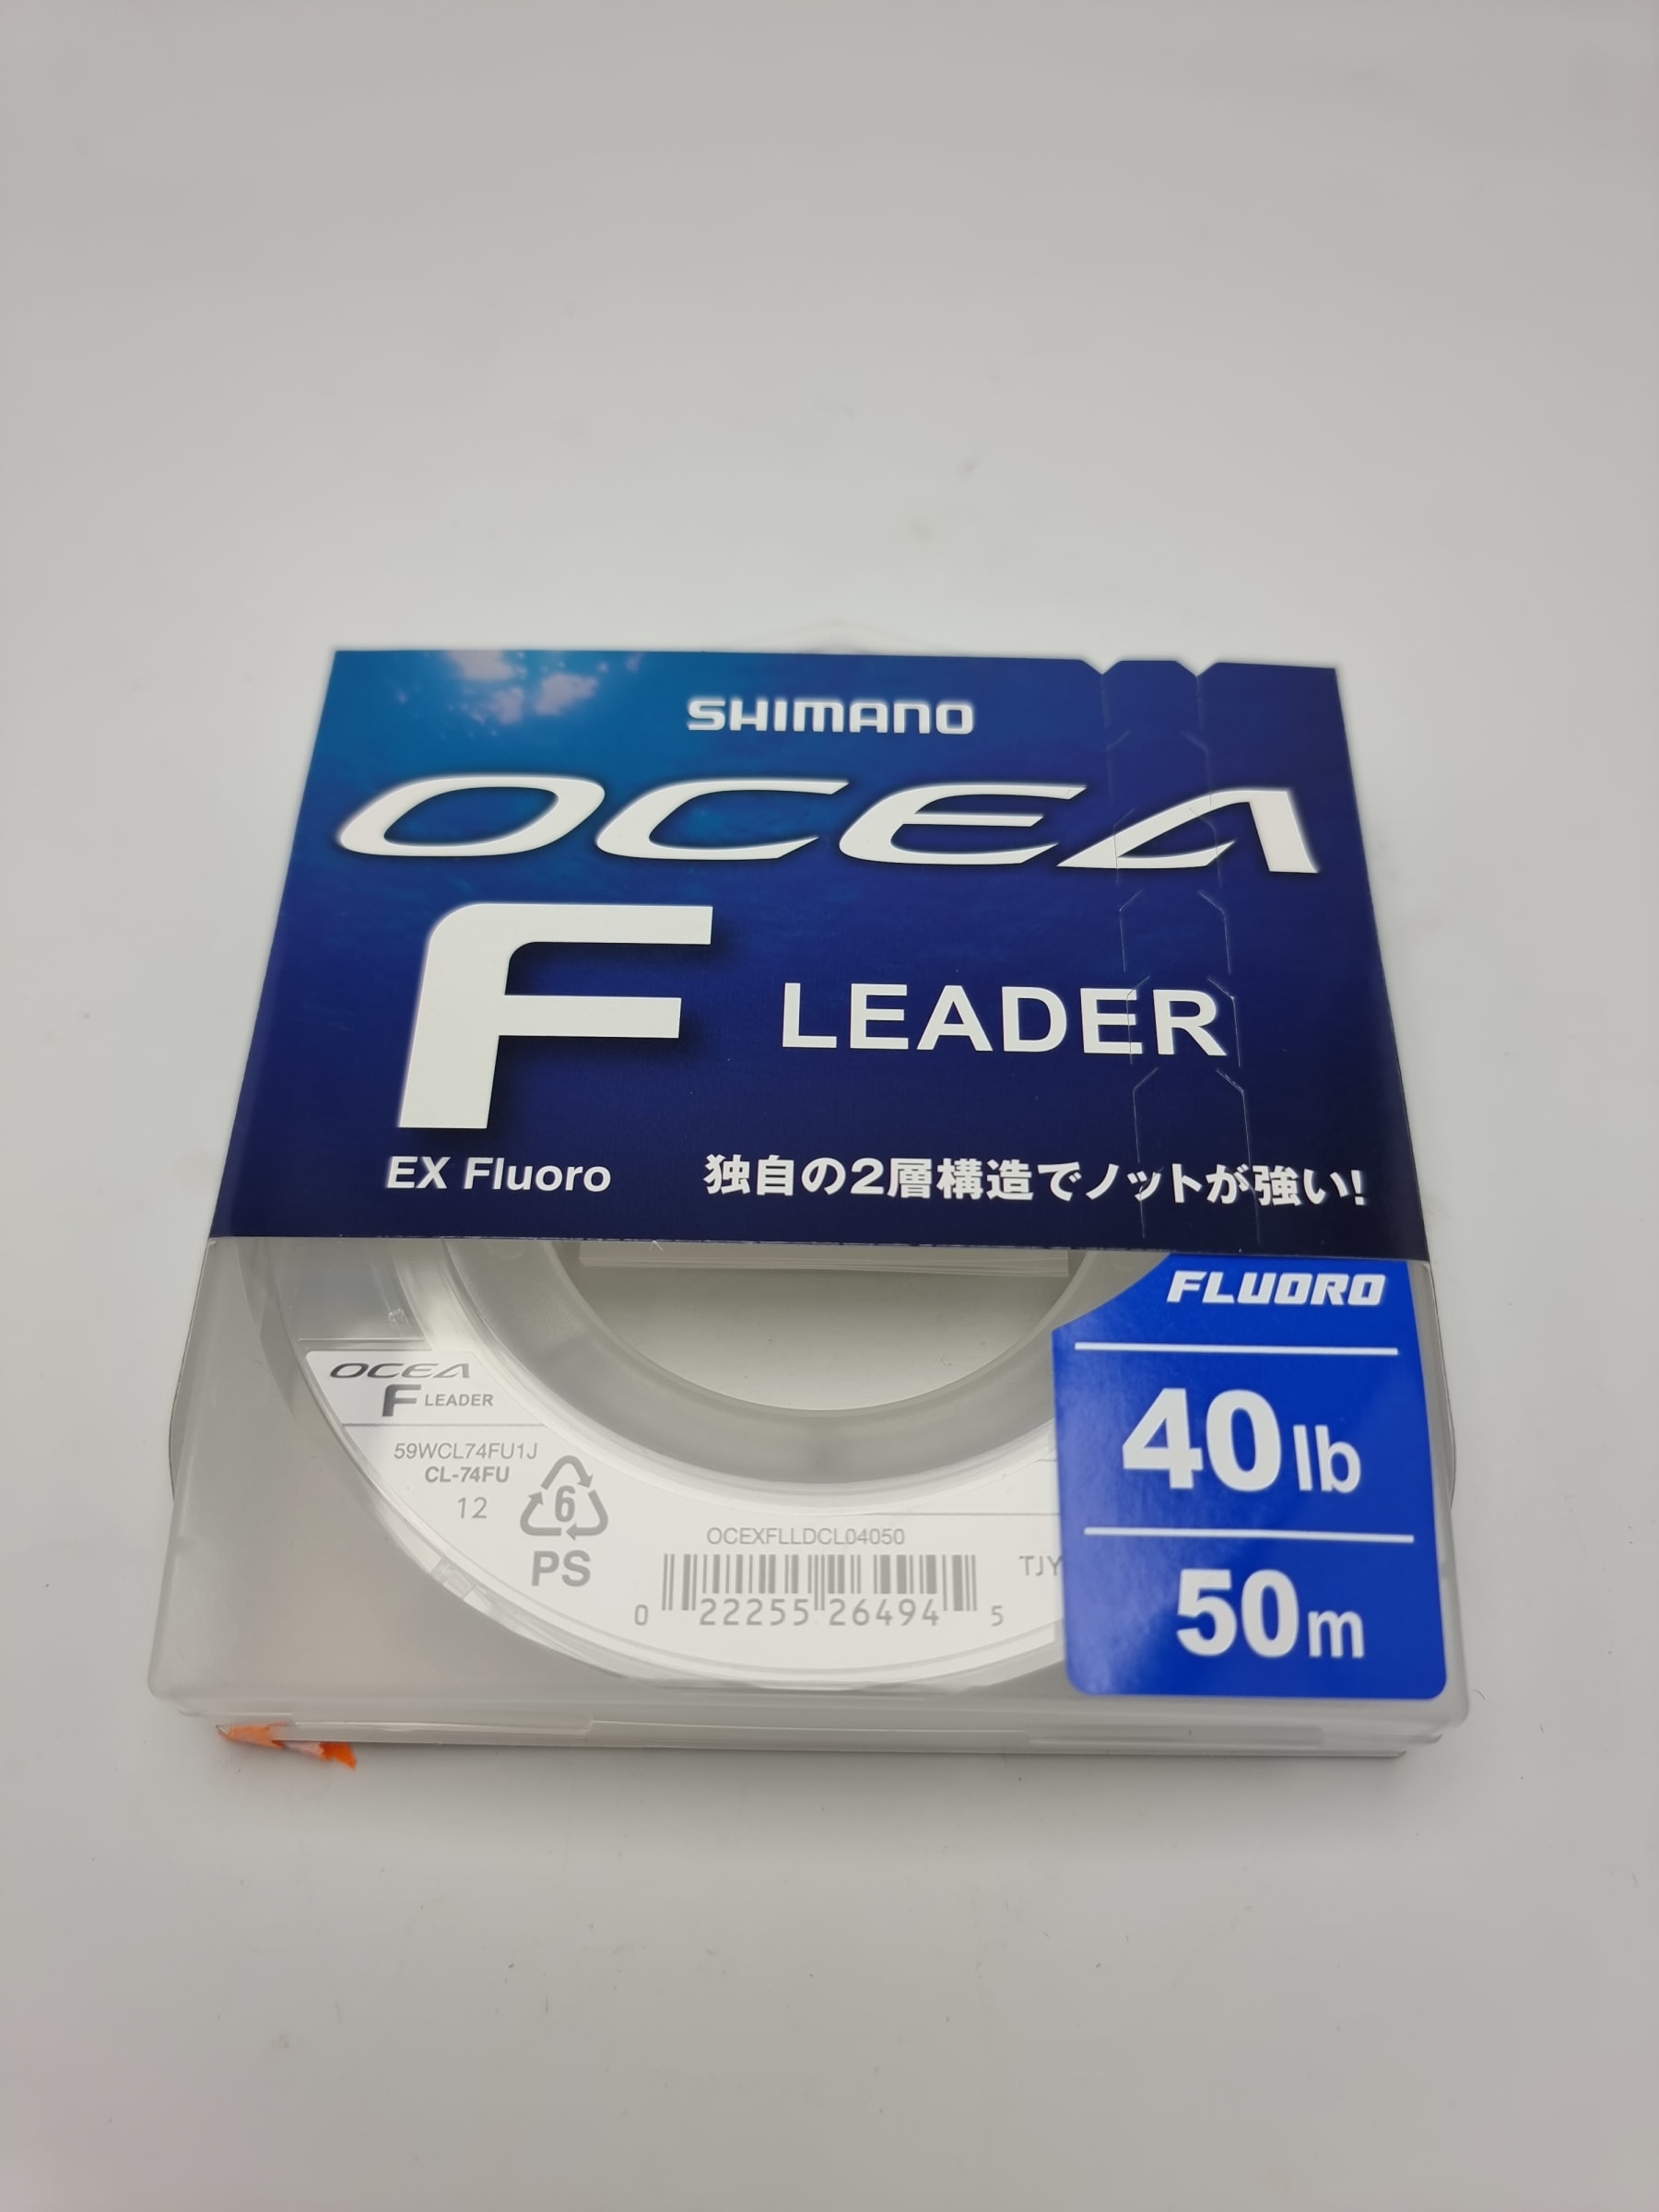 SHIMANO
OCEA
F LEADER
EX Fluoro
独自の2層構造でノットが強い!
FLUORO
40lb
50m
OCEA
F LEADER
59WCL74FU1J
CL-74FU
12
6
PS
OCEXFLLDCL04050
TJY
0 22255 26494 5